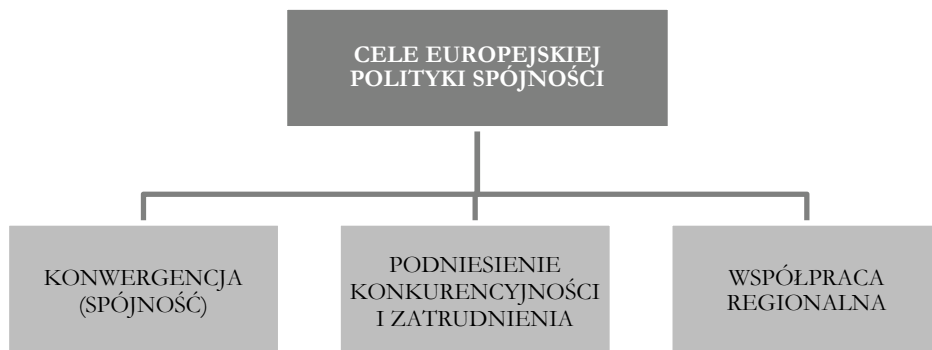 CELE EUROPEJSKIEJ
POLITYKI SPÓJNOŚCI
KONWERGENCJA
(SPÓJNOŚĆ)
PODNIESIENIE
KONKURENCYJNOŚCI
I ZATRUDNIENIA
WSPÓŁPRACA
REGIONALNA